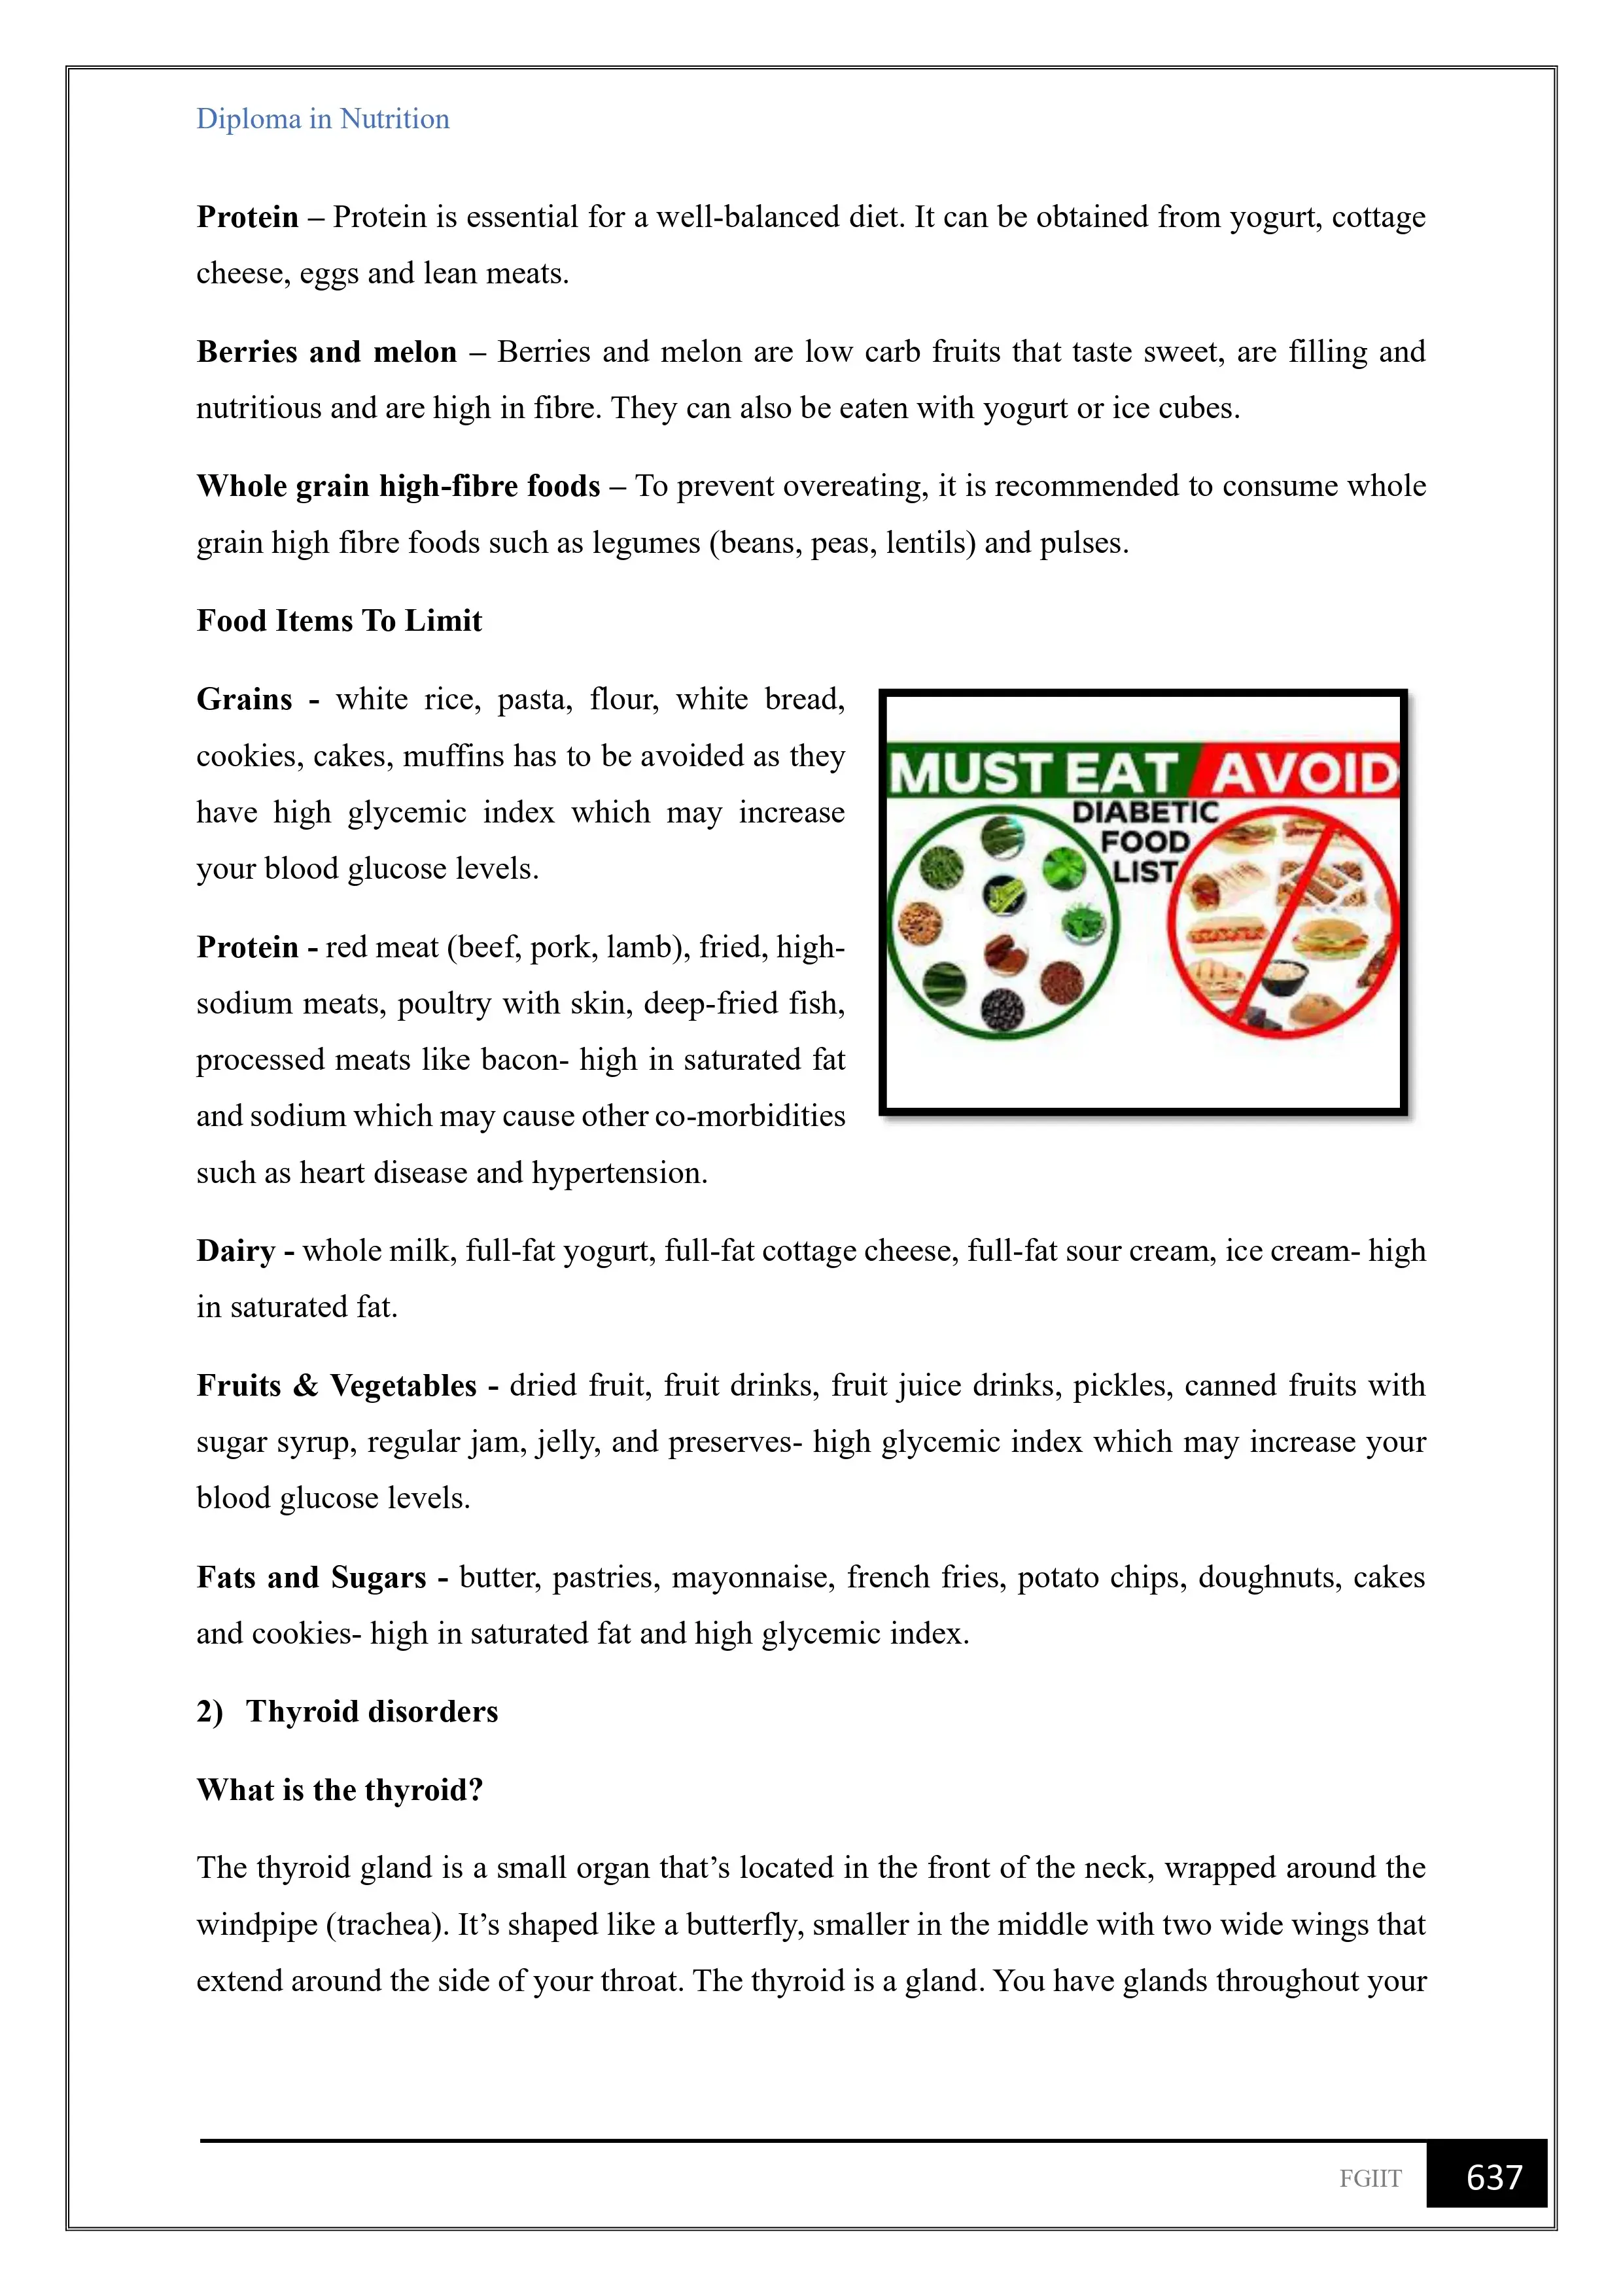 Diploma in Nutrition
Protein – Protein is essential for a well-balanced diet. It can be obtained from yogurt, cottage
cheese, eggs and lean meats.
Berries and melon – Berries and melon are low carb fruits that taste sweet, are filling and
nutritious and are high in fibre. They can also be eaten with yogurt or ice cubes.
Whole grain high-fibre foods – To prevent overeating, it is recommended to consume whole
grain high fibre foods such as legumes (beans, peas, lentils) and pulses.
Food Items To Limit
Grains - white rice, pasta, flour, white bread,
cookies, cakes, muffins has to be avoided as they
have high glycemic index which may increase
your blood glucose levels.
Protein - red meat (beef, pork, lamb), fried, high-
sodium meats, poultry with skin, deep-fried fish,
processed meats like bacon- high in saturated fat
and sodium which may cause other co-morbidities
such as heart disease and hypertension.
MUST EAT AVOID
DIABETIC
FOOD
LIST
Dairy - whole milk, full-fat yogurt, full-fat cottage cheese, full-fat sour cream, ice cream- high
in saturated fat.
Fruits & Vegetables - dried fruit, fruit drinks, fruit juice drinks, pickles, canned fruits with
sugar syrup, regular jam, jelly, and preserves- high glycemic index which may increase your
blood glucose levels.
Fats and Sugars - butter, pastries, mayonnaise, french fries, potato chips, doughnuts, cakes
and cookies- high in saturated fat and high glycemic index.
2) Thyroid disorders
What is the thyroid?
The thyroid gland is a small organ that’s located in the front of the neck, wrapped around the
windpipe (trachea). It’s shaped like a butterfly, smaller in the middle with two wide wings that
extend around the side of your throat. The thyroid is a gland. You have glands throughout your
FGIIT 637